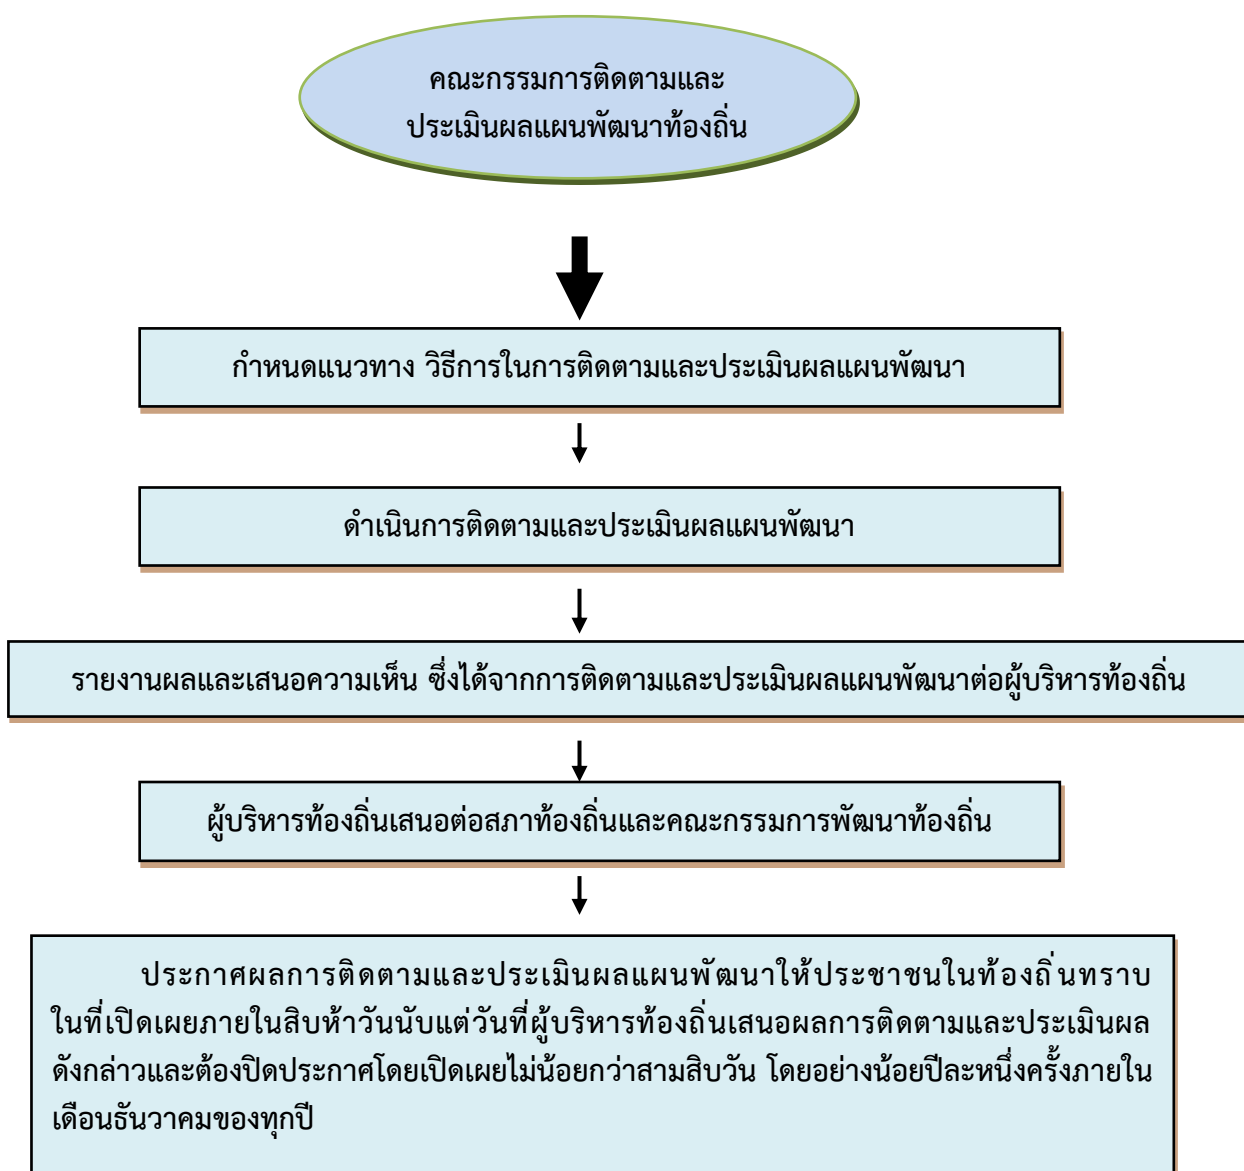 คณะกรรมการติดตามและ
ประเมินผลแผนพัฒนาท้องถิ่น
กำหนดแนวทาง วิธีการในการติดตามและประเมินผลแผนพัฒนา
ดำเนินการติดตามและประเมินผลแผนพัฒนา
รายงานผลและเสนอความเห็น ซึ่งได้จากการติดตามและประเมินผลแผนพัฒนาต่อผู้บริหารท้องถิ่น
ผู้บริหารท้องถิ่นเสนอต่อสภาท้องถิ่นและคณะกรรมการพัฒนาท้องถิ่น
ประกาศผลการติดตามและประเมินผลแผนพัฒนาให้ประชาชนในท้องถิ่นทราบ
ในที่เปิดเผยภายในสิบห้าวันนับแต่วันที่ผู้บริหารท้องถิ่นเสนอผลการติดตามและประเมินผล
ดังกล่าวและต้องปิดประกาศโดยเปิดเผยไม่น้อยกว่าสามสิบวัน โดยอย่างน้อยปีละหนึ่งครั้งภายใน
เดือนธันวาคมของทุกปี